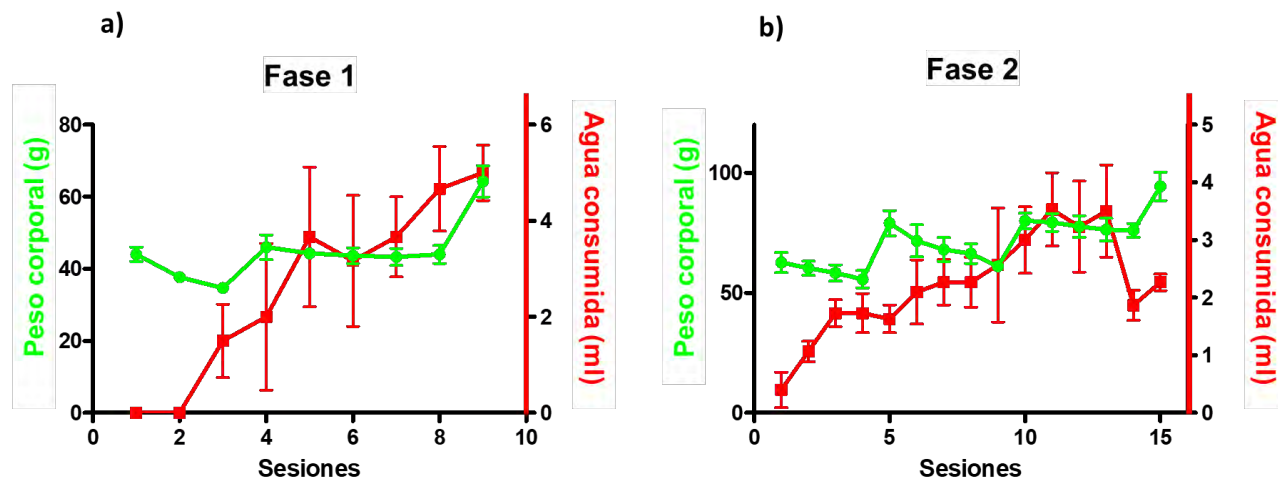 a)
Fase 1
Peso corporal (g)
Agua consumida (ml)
80
60
40
20
0
6
4
2
0
0 2 4 6 8 10
Sesiones
b)
Fase 2
Peso corporal (g)
Agua consumida (ml)
100
50
0
5
4
3
2
1
0
0 5 10 15
Sesiones